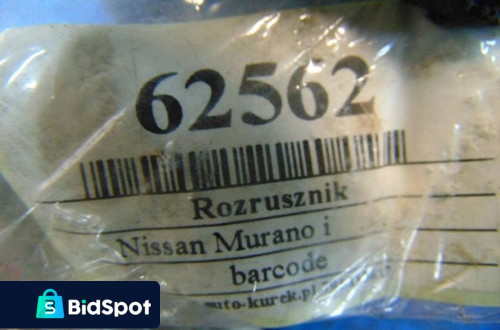 62562
Rozrusznik
Nissan Murano i
barcode
auto-kurek.pl
BidSpot